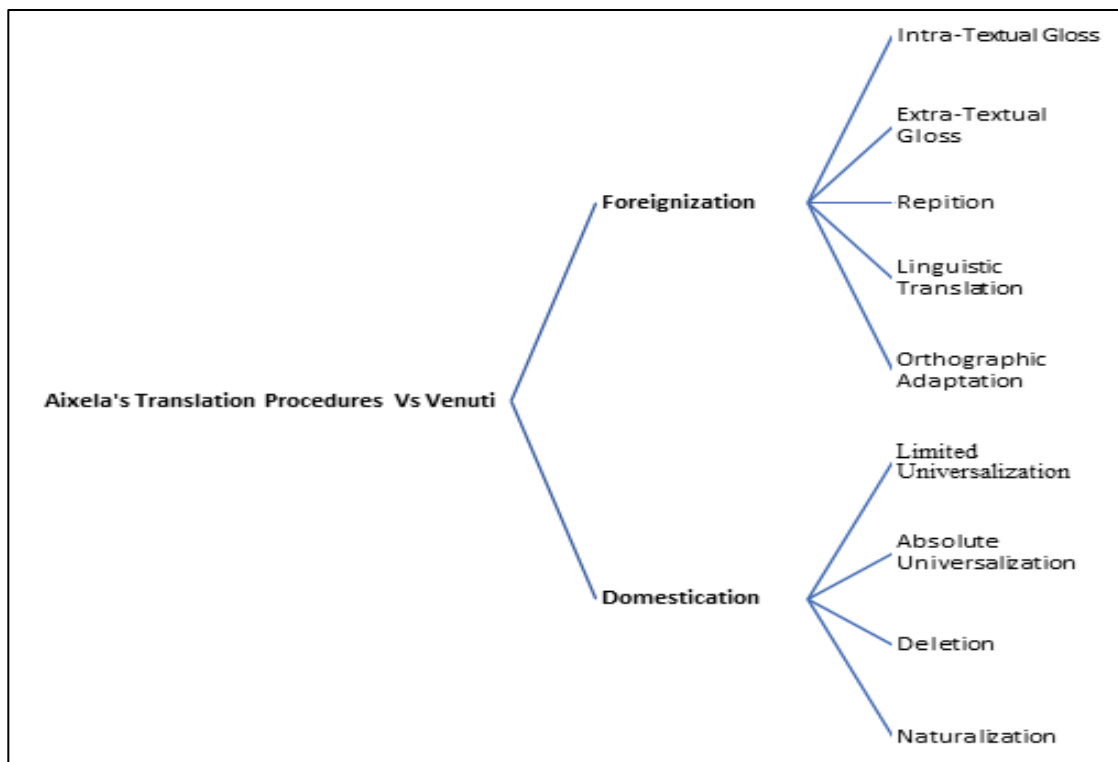 Intra-Textual Gloss
Extra-Textual
Gloss
Foreignization
Repition
Linguistic
Translation
Orthographic
Adaptation
Aixela's Translation Procedures Vs Venuti
Limited
Universalization
Absolute
Universalization
Domestication
Deletion
Naturalization